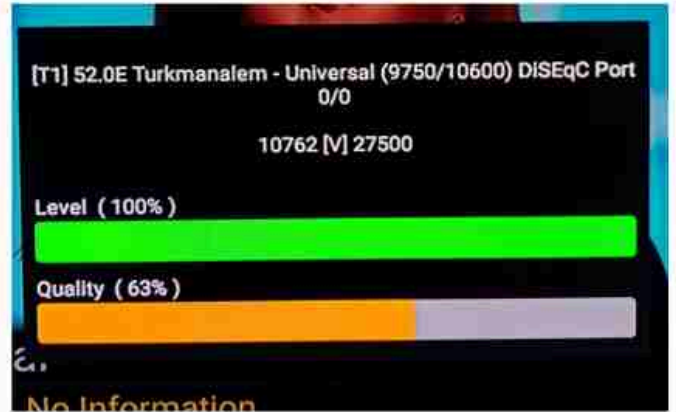 [T1] 52.0E Turkmanalem - Universal (9750/10600) DiSEqC Port
0/0
10762 [V] 27500
Level ( 100% )
Quality ( 63% )
No Information